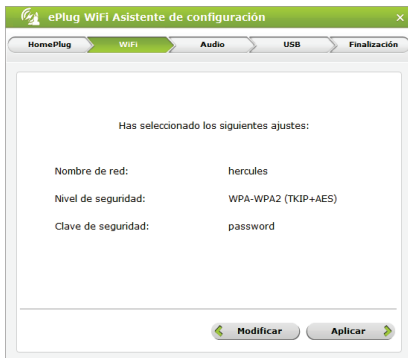 ePlug WiFi Asistente de configuración
HomePlug WiFi Audio USB Finalización
Has seleccionado los siguientes ajustes:
Nombre de red: hercules
Nivel de seguridad: WPA-WPA2 (TKIP+AES)
Clave de seguridad: password
Modificar Aplicar